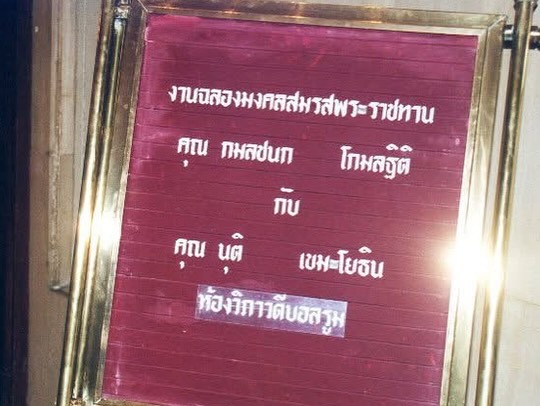 งานฉลองมงคลสมรสพระราชทาน
คุณ กมลชนก โกมลฐิติ
กับ
คุณ นุติ เขมะโยธิน
ห้องวิภาวดีบอลรูม